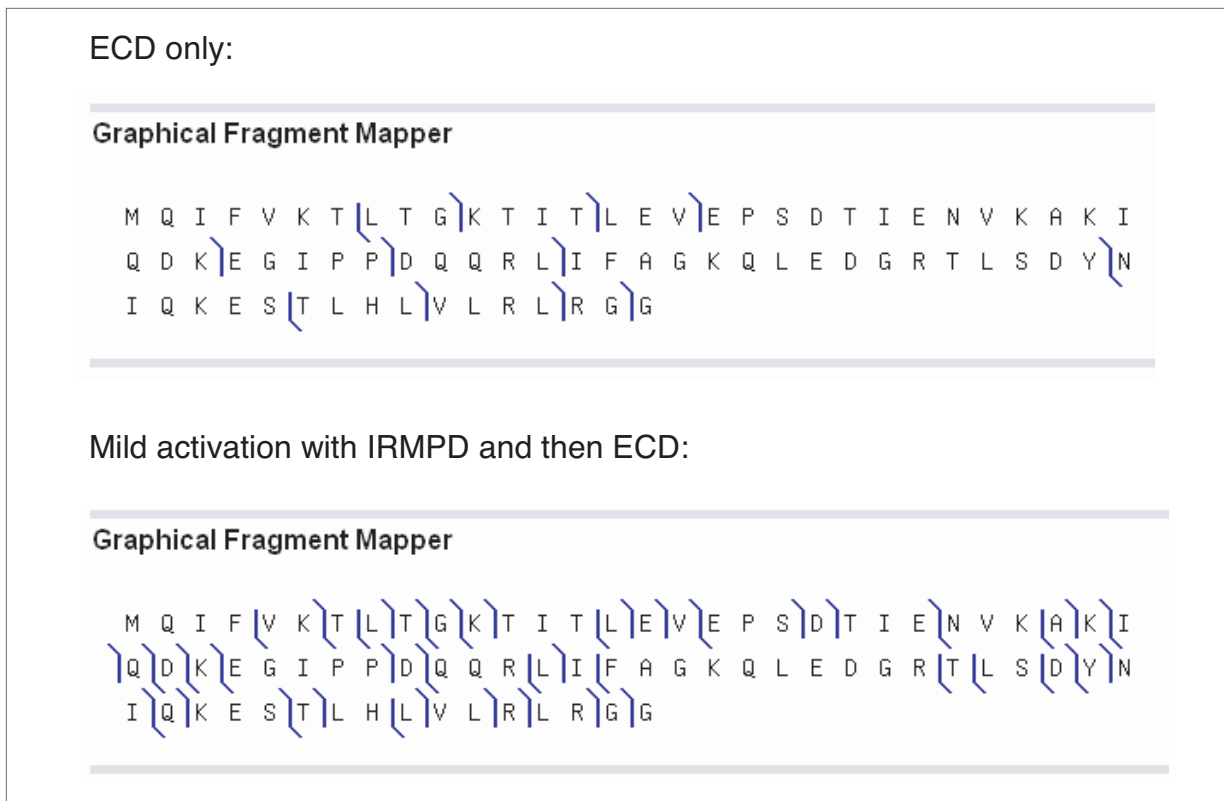 ECD only:
Graphical Fragment Mapper
M Q I F V K T L T G K T I T L E V E P S D T I E N V K A K I
Q D K E G I P P D Q Q R L I F A G K Q L E D G R T L S D Y N
I Q K E S T L H L V L R L R G G
Mild activation with IRMPD and then ECD:
Graphical Fragment Mapper
M Q I F V K T L T G K T I T L E V E P S D T I E N V K A K I
Q D K E G I P P D Q Q R L I F A G K Q L E D G R T L S D Y N
I Q K E S T L H L V L R L R G G